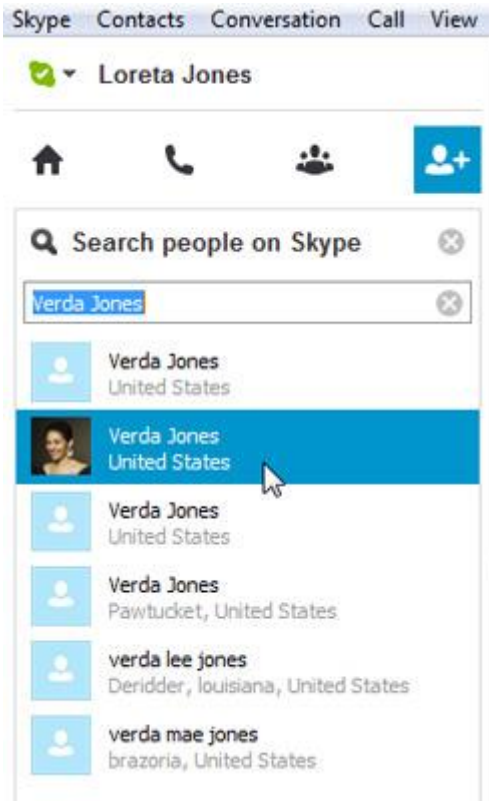 Skype Contacts Conversation Call View
Loreta Jones
Search people on Skype
Verda Jones
Verda Jones
United States
Verda Jones
United States
Verda Jones
United States
Verda Jones
Pawtucket, United States
verda lee jones
Deridder, louisiana, United States
verda mae jones
brazoria, United States